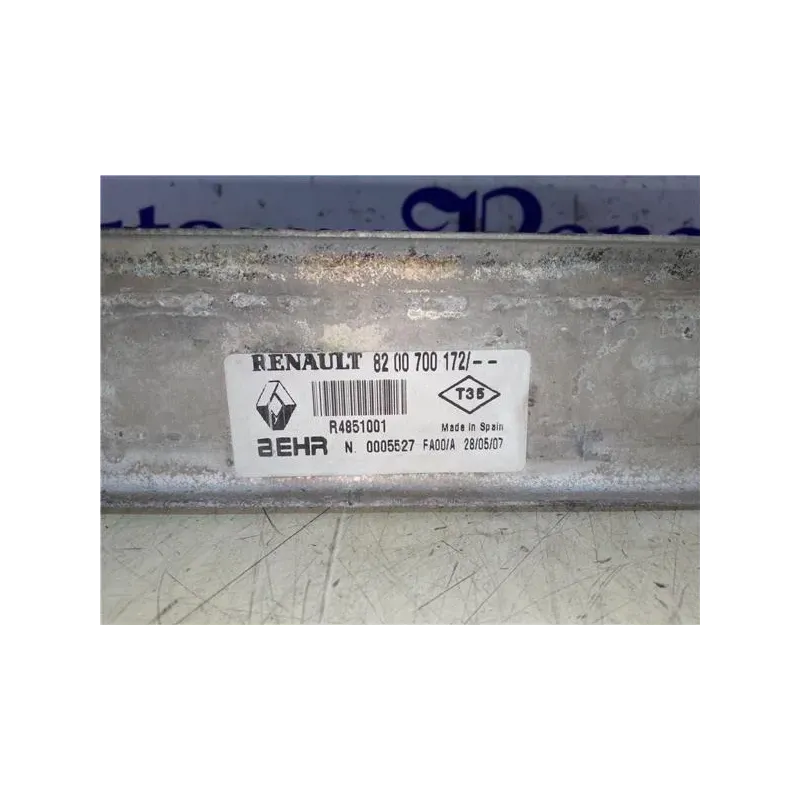 RENAULT 82 00 700 172/--
T35
R4851001
Made in Spain
BEHR N. 0005527 FA00/A 28/05/07